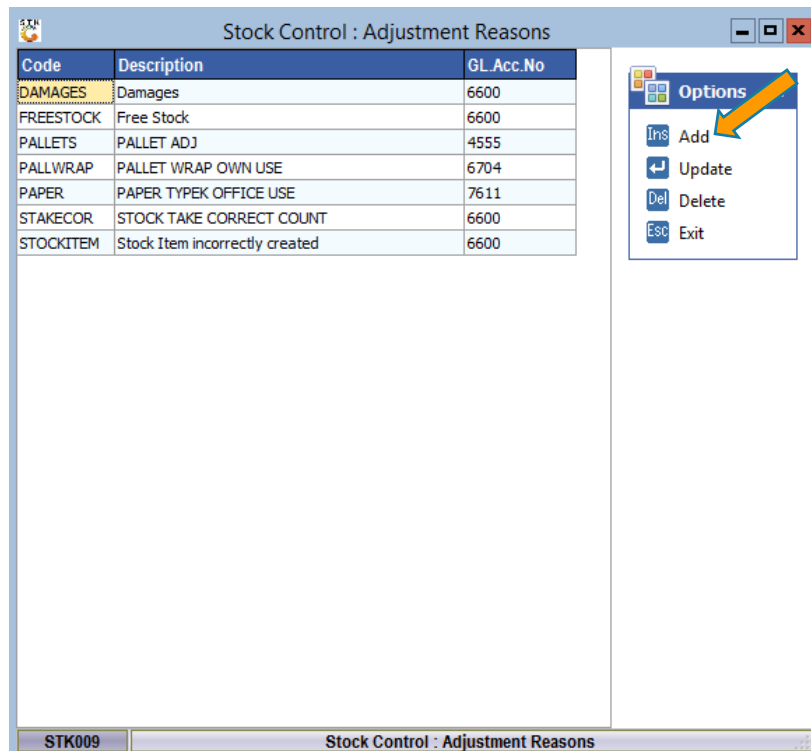 Stock Control : Adjustment Reasons
Code Description GL.Acc.No
DAMAGES Damages 6600
FREESTOCK Free Stock 6600
PALLETS PALLET ADJ 4555
PALLWRAP PALLET WRAP OWN USE 6704
PAPER PAPER TYPEK OFFICE USE 7611
STAKECOR STOCK TAKE CORRECT COUNT 6600
STOCKITEM Stock Item incorrectly created 6600
Options
Ins Add
Update
Del Delete
Esc Exit
STK009 Stock Control : Adjustment Reasons